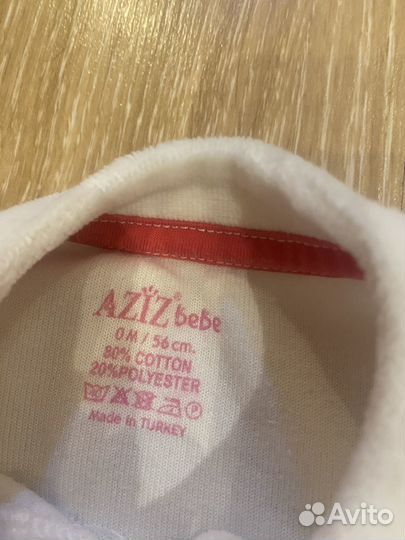 AZIZ® bebe
0 M / 56 cm.
80% COTTON
20%POLYESTER
P
Made in TURKEY
Avito